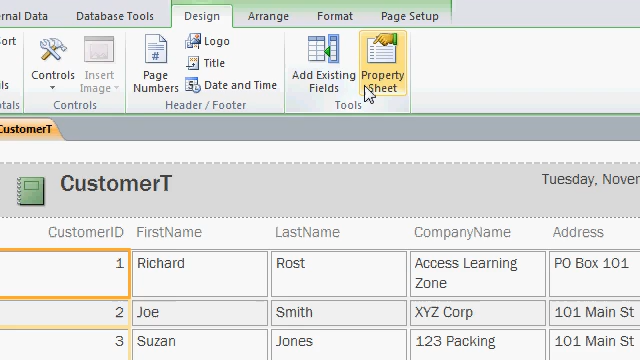 ernal Data Database Tools Design Arrange Format Page Setup
ort Logo
Title
ls Controls Insert Image Page Numbers Date and Time Add Existing Fields Property Sheet
otals Controls Header / Footer Tools
CustomerT
CustomerT Tuesday, Nover
CustomerID FirstName LastName CompanyName Address
1 Richard Rost Access Learning Zone PO Box 101
2 Joe Smith XYZ Corp 101 Main St
3 Suzan Jones 123 Packing 101 Main St